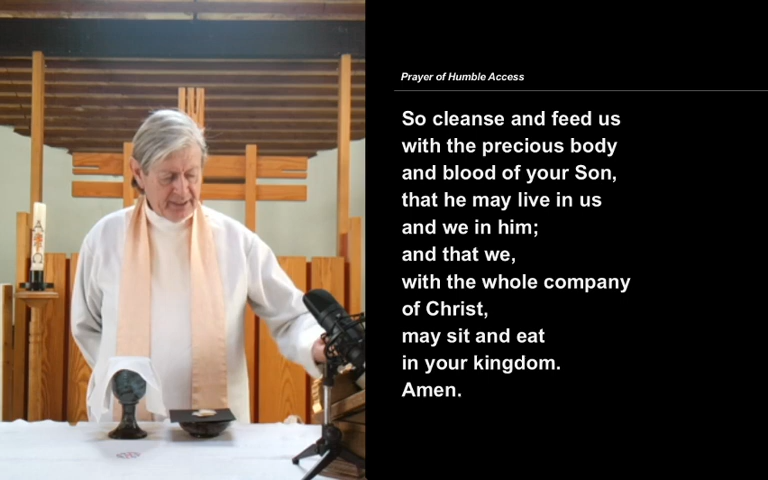 Prayer of Humble Access
So cleanse and feed us
with the precious body
and blood of your Son,
that he may live in us
and we in him;
and that we,
with the whole company
of Christ,
may sit and eat
in your kingdom.
Amen.